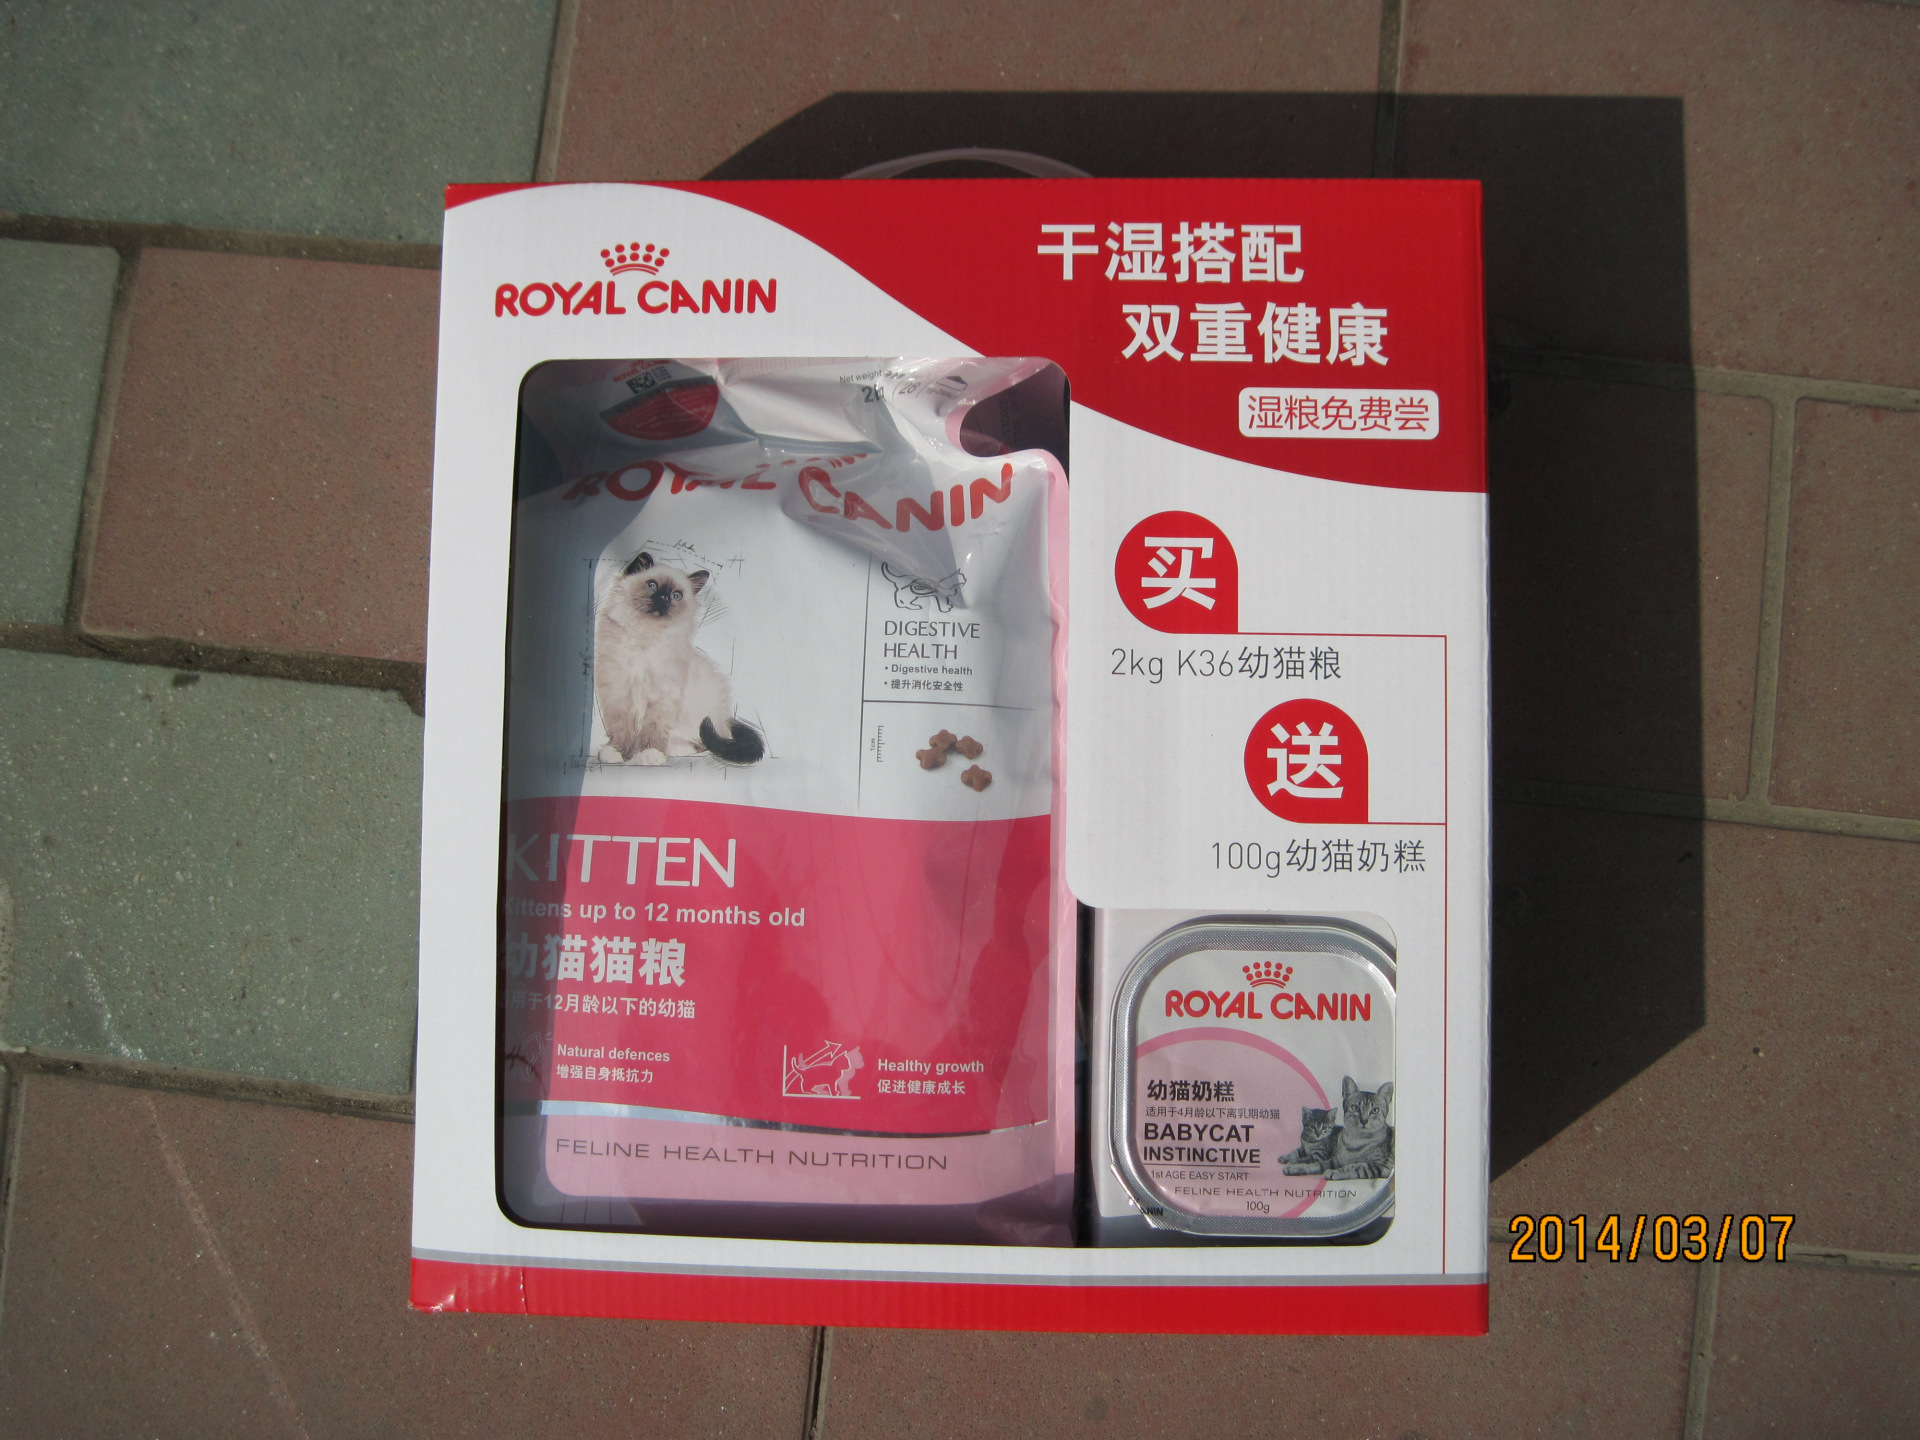 ROYAL CANIN
干湿搭配
双重健康
湿粮免费尝
Net weight
ROYAL CANIN
DIGESTIVE
HEALTH
• Digestive health
• 提升消化安全性
1cm
KITTEN
Kittens up to 12 months old
幼猫猫粮
用于12月龄以下的幼猫
Natural defences
增强自身抵抗力
Healthy growth
促进健康成长
FELINE HEALTH NUTRITION
买
2kg K36幼猫粮
送
100g幼猫奶糕
ROYAL CANIN
幼猫奶糕
适用于4月龄以下离乳期幼猫
BABYCAT
INSTINCTIVE
1st AGE EASY START
FELINE HEALTH NUTRITION
100g
2014/03/07